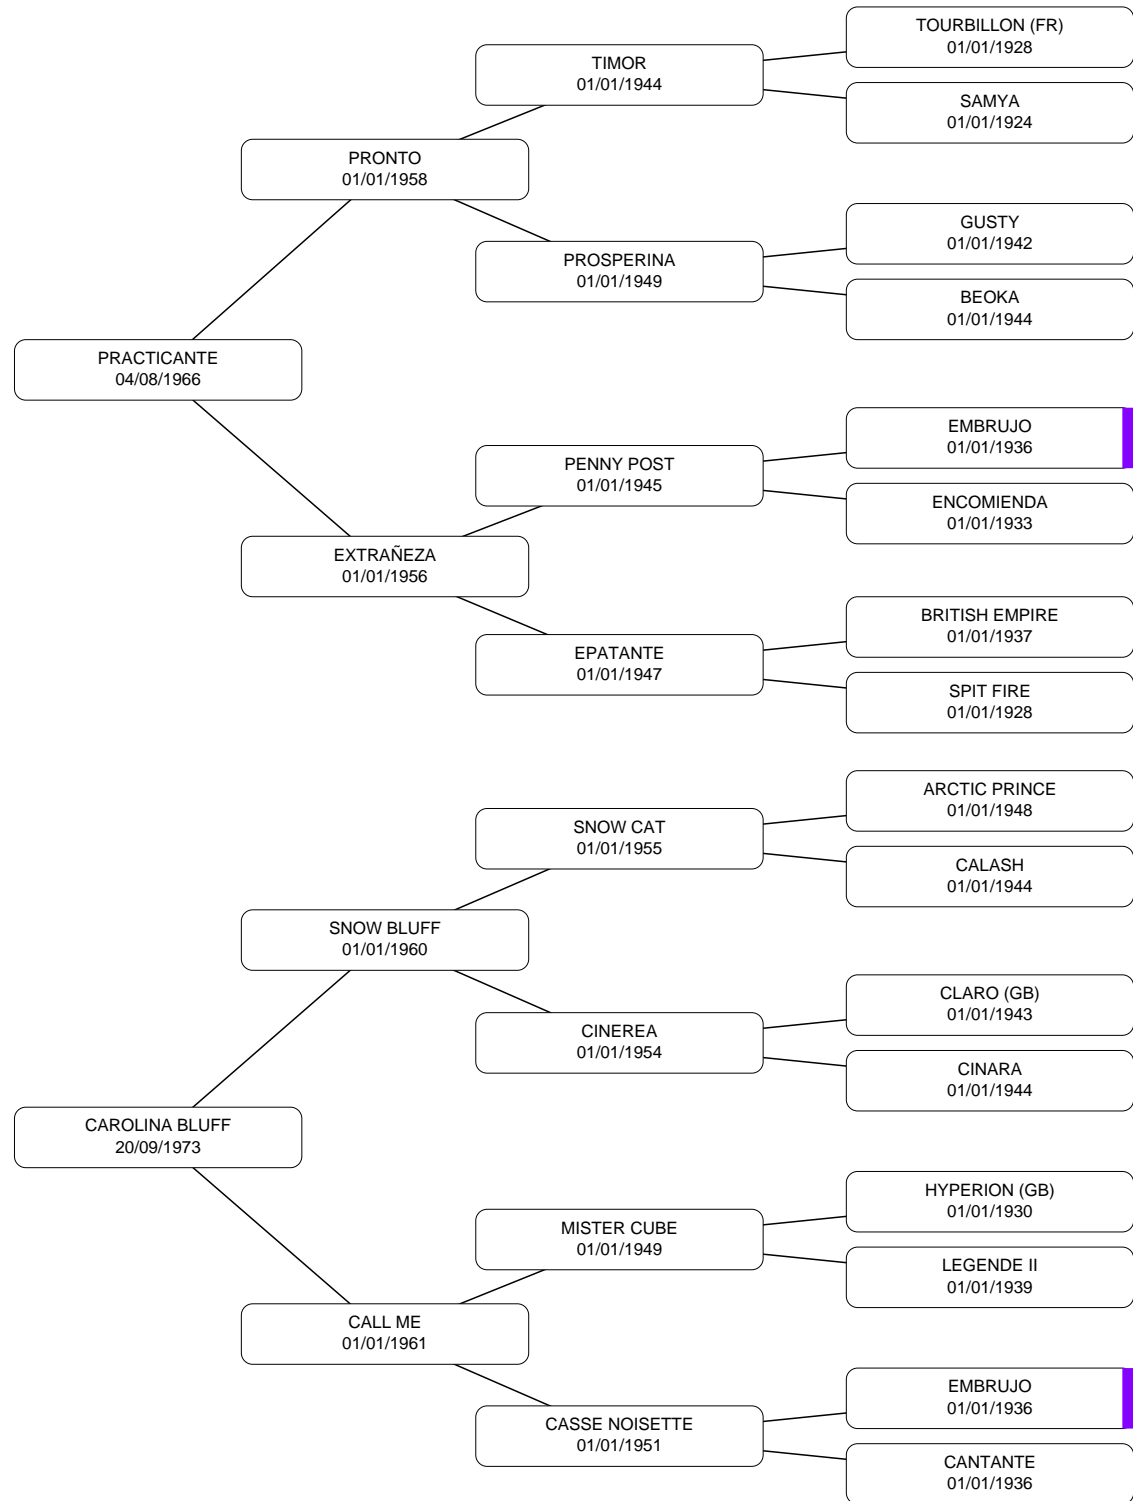 TOURBILLON (FR)
01/01/1928
TIMOR
01/01/1944
SAMYA
01/01/1924
PRONTO
01/01/1958
GUSTY
01/01/1942
PROSPERINA
01/01/1949
BEOKA
01/01/1944
PRACTICANTE
04/08/1966
EMBRUJO
01/01/1936
PENNY POST
01/01/1945
ENCOMIENDA
01/01/1933
EXTRAÑEZA
01/01/1956
BRITISH EMPIRE
01/01/1937
EPATANTE
01/01/1947
SPIT FIRE
01/01/1928
ARCTIC PRINCE
01/01/1948
SNOW CAT
01/01/1955
CALASH
01/01/1944
SNOW BLUFF
01/01/1960
CLARO (GB)
01/01/1943
CINEREA
01/01/1954
CINARA
01/01/1944
CAROLINA BLUFF
20/09/1973
HYPERION (GB)
01/01/1930
MISTER CUBE
01/01/1949
LEGENDE II
01/01/1939
CALL ME
01/01/1961
EMBRUJO
01/01/1936
CASSE NOISETTE
01/01/1951
CANTANTE
01/01/1936